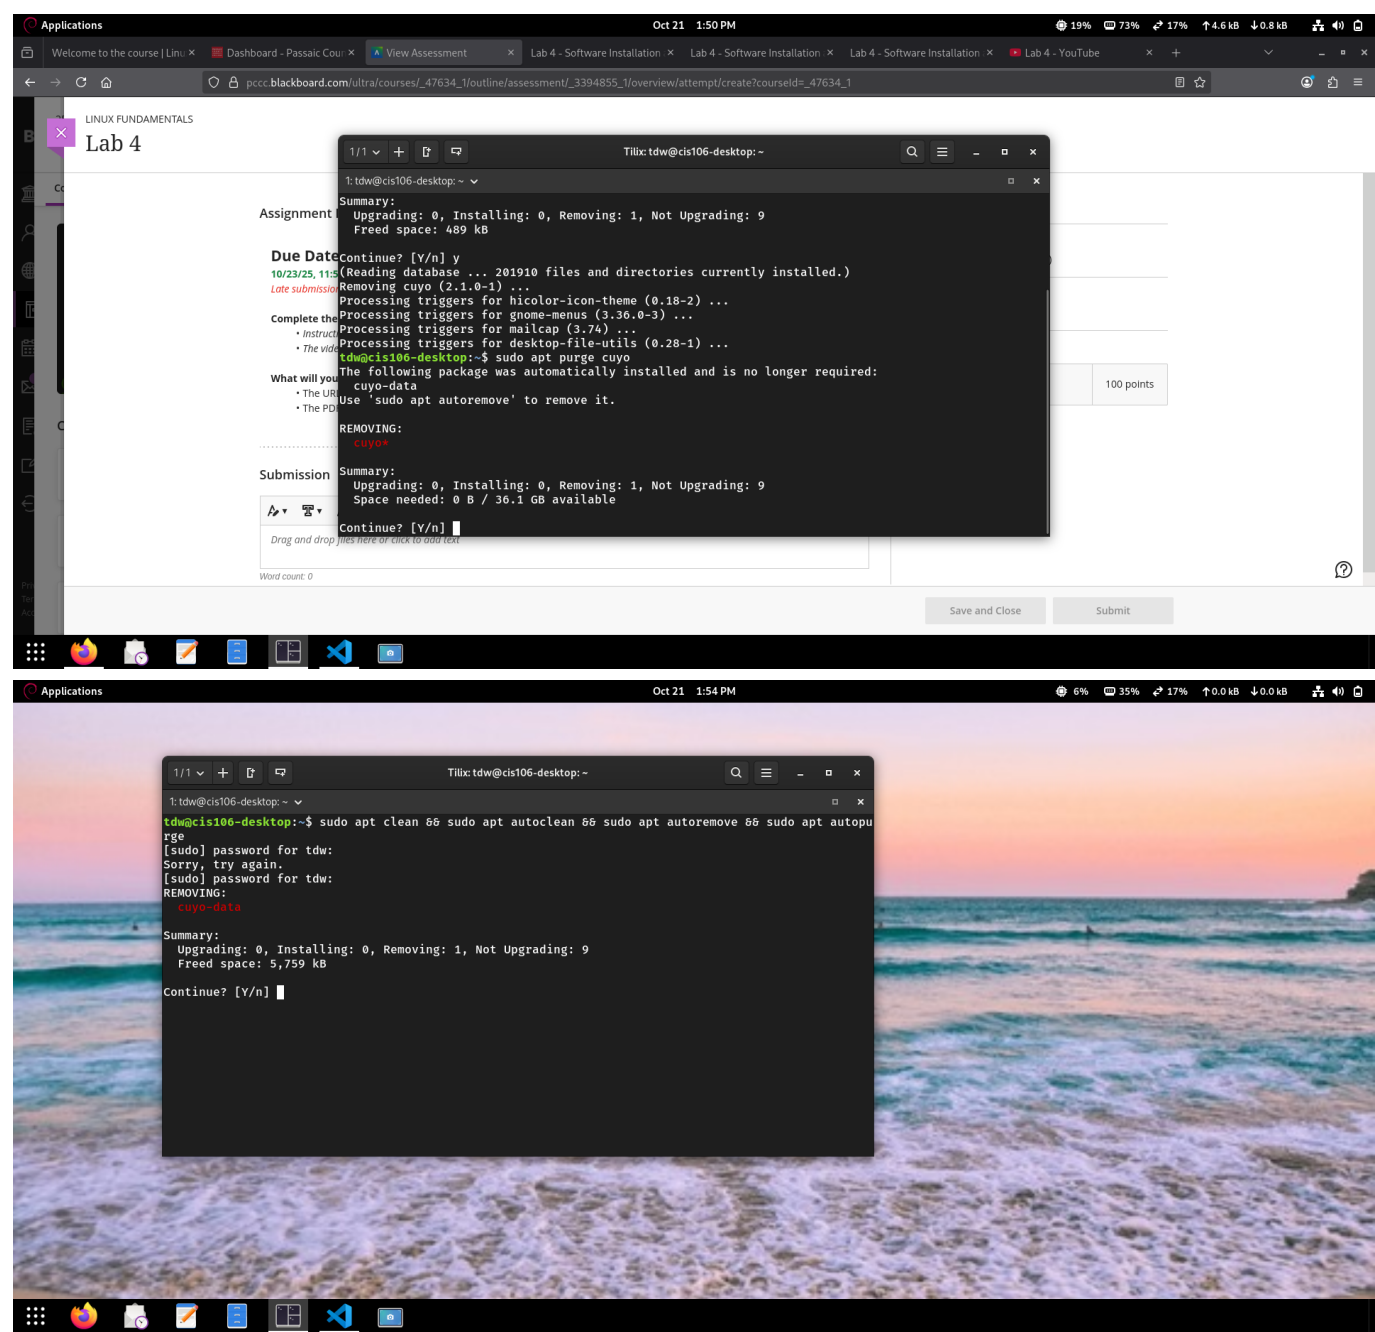 Applications
Oct 21 1:50 PM
19% 73% 17% ↑4.6 kB ↓0.8 kB
Welcome to the course | Linu ×
Dashboard - Passaic Cour ×
View Assessment ×
Lab 4 - Software Installation ×
Lab 4 - Software Installation ×
Lab 4 - Software Installation ×
Lab 4 - YouTube ×
pccc.blackboard.com/ultra/courses/_47634_1/outline/assessment/_3394855_1/overview/attempt/create?courseId=_47634_1
LINUX FUNDAMENTALS
Lab 4
1 / 1
Tilix: tdw@cis106-desktop: ~
1: tdw@cis106-desktop: ~
Summary:
Upgrading: 0, Installing: 0, Removing: 1, Not Upgrading: 9
Freed space: 489 kB
Continue? [Y/n] y
(Reading database ... 201910 files and directories currently installed.)
Removing cuyo (2.1.0-1) ...
Processing triggers for hicolor-icon-theme (0.18-2) ...
Processing triggers for gnome-menus (3.36.0-3) ...
Processing triggers for mailcap (3.74) ...
Processing triggers for desktop-file-utils (0.28-1) ...
tdw@cis106-desktop:~$ sudo apt purge cuyo
The following package was automatically installed and is no longer required:
cuyo-data
Use 'sudo apt autoremove' to remove it.
REMOVING:
cuyo*
Summary:
Upgrading: 0, Installing: 0, Removing: 1, Not Upgrading: 9
Space needed: 0 B / 36.1 GB available
Continue? [Y/n]
Assignment
Due Date
10/23/25, 11:5
Late submission
Complete the
• Instruct
• The vide
What will you
• The UR
• The PD
100 points
Submission
Drag and drop files here or click to add text
Word count: 0
Save and Close
Submit
Applications
Oct 21 1:54 PM
6% 35% 17% ↑0.0 kB ↓0.0 kB
1 / 1
Tilix: tdw@cis106-desktop: ~
1: tdw@cis106-desktop: ~
tdw@cis106-desktop:~$ sudo apt clean && sudo apt autoclean && sudo apt autoremove && sudo apt autopu
rge
[sudo] password for tdw:
Sorry, try again.
[sudo] password for tdw:
REMOVING:
cuyo-data
Summary:
Upgrading: 0, Installing: 0, Removing: 1, Not Upgrading: 9
Freed space: 5,759 kB
Continue? [Y/n]